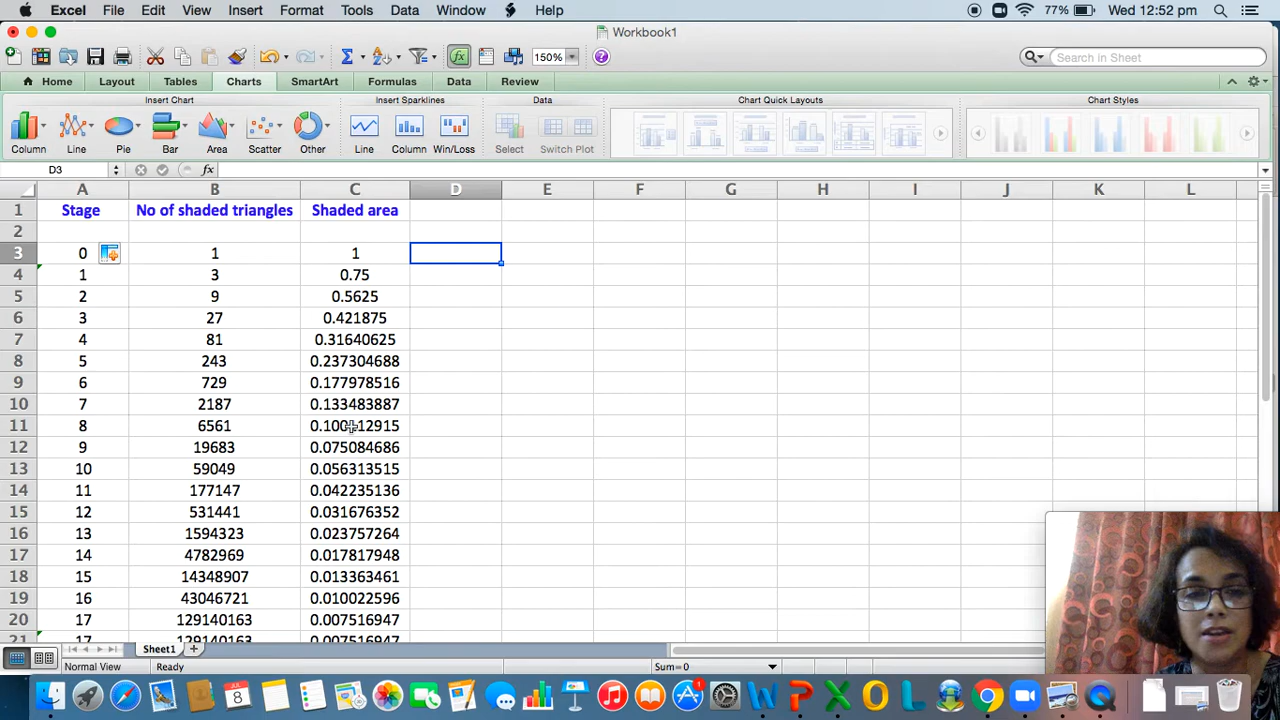 Excel File Edit View Insert Format Tools Data Window Help 77% Wed 12:52 pm
Workbook1
150% Search in Sheet
Home Layout Tables Charts SmartArt Formulas Data Review
Insert Chart Insert Sparklines Data Chart Quick Layouts Chart Styles
Column Line Pie Bar Area Scatter Other Line Column Win/Loss Select Switch Plot
D3 fx
A B C D E F G H I J K L
1 Stage No of shaded triangles Shaded area
2
3 0 1 1
4 1 3 0.75
5 2 9 0.5625
6 3 27 0.421875
7 4 81 0.31640625
8 5 243 0.237304688
9 6 729 0.177978516
10 7 2187 0.133483887
11 8 6561
12 9 19683 0.075084686
13 10 59049 0.056313515
14 11 177147 0.042235136
15 12 531441 0.031676352
16 13 1594323 0.023757264
17 14 4782969 0.017817948
18 15 14348907 0.013363461
19 16 43046721 0.010022596
20 17 129140163 0.007516947
21 17 129140163 0.007516947
Sheet1
Normal View Ready Sum=0
JUL
8
1